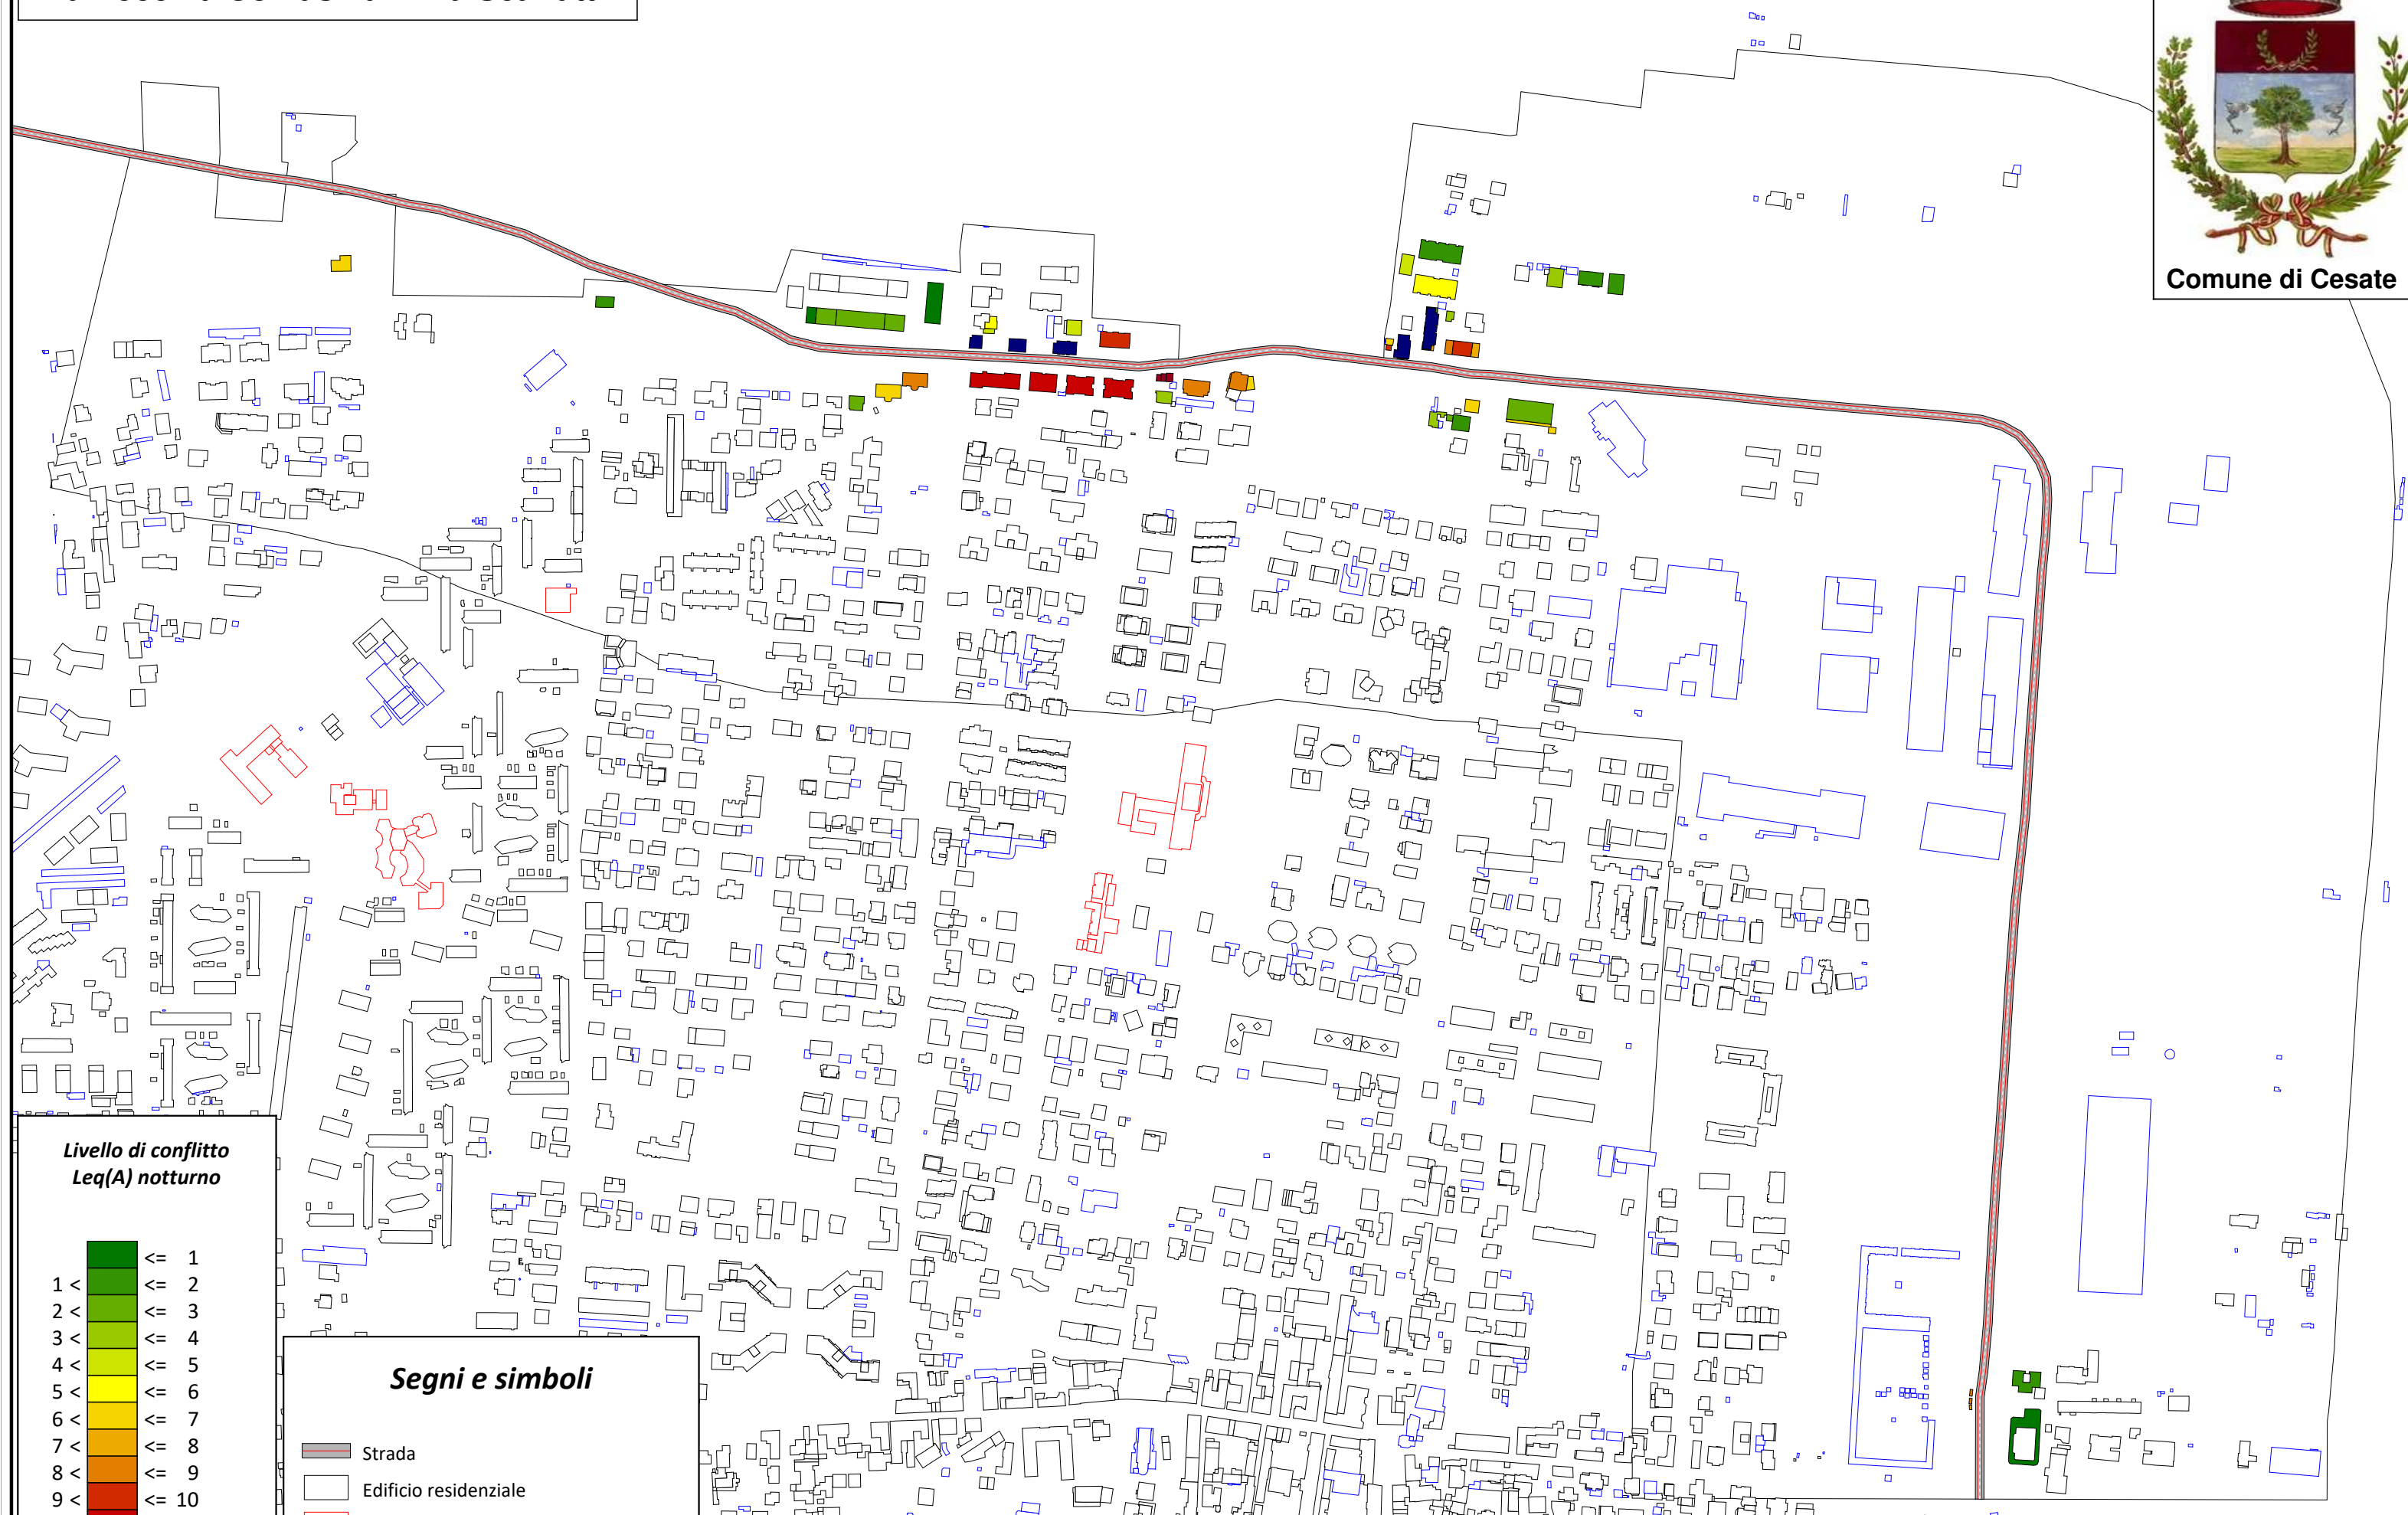 Comune di Cesate
Livello di conflitto
Leq(A) notturno
<= 1
1 < <= 2
2 < <= 3
3 < <= 4
4 < <= 5
5 < <= 6
6 < <= 7
7 < <= 8
8 < <= 9
9 < <= 10
Segni e simboli
Strada
Edificio residenziale